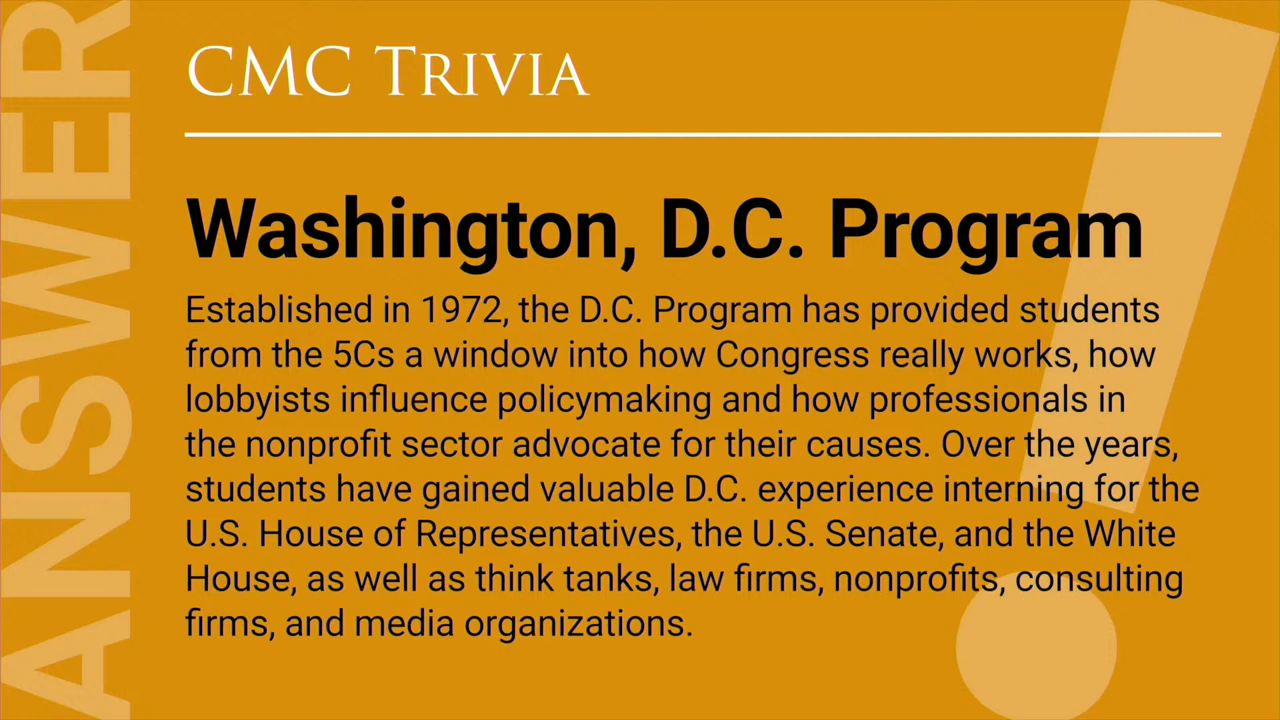 ANSWER
CMC Trivia
Washington, D.C. Program
Established in 1972, the D.C. Program has provided students
from the 5Cs a window into how Congress really works, how
lobbyists influence policymaking and how professionals in
the nonprofit sector advocate for their causes. Over the years,
students have gained valuable D.C. experience interning for the
U.S. House of Representatives, the U.S. Senate, and the White
House, as well as think tanks, law firms, nonprofits, consulting
firms, and media organizations.
!